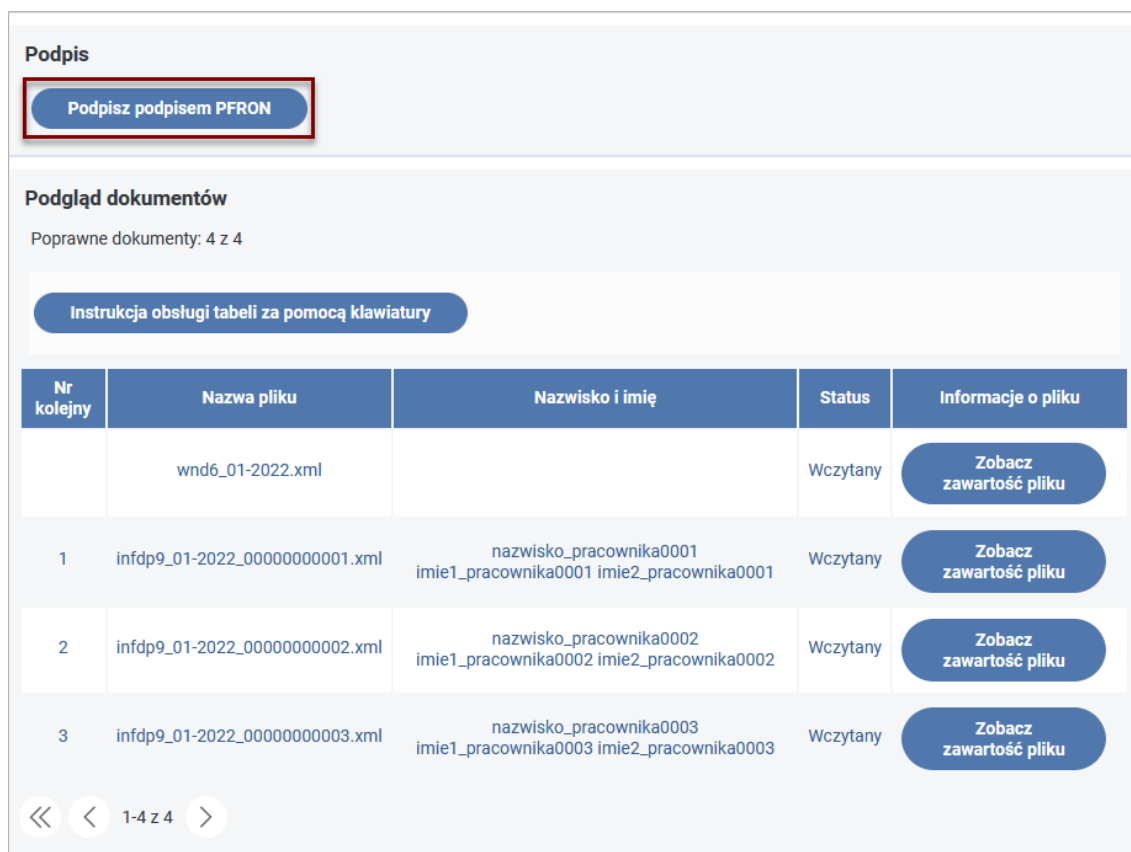 Podpis
Podpisz podpisem PFRON
Podgląd dokumentów
Poprawne dokumenty: 4 z 4
Instrukcja obsługi tabeli za pomocą klawiatury
Nr kolejny Nazwa pliku Nazwisko i imię Status Informacje o pliku
wnd6_01-2022.xml Wczytany Zobacz zawartość pliku
1 infdp9_01-2022_00000000001.xml nazwisko_pracownika0001 imie1_pracownika0001 imie2_pracownika0001 Wczytany Zobacz zawartość pliku
2 infdp9_01-2022_00000000002.xml nazwisko_pracownika0002 imie1_pracownika0002 imie2_pracownika0002 Wczytany Zobacz zawartość pliku
3 infdp9_01-2022_00000000003.xml nazwisko_pracownika0003 imie1_pracownika0003 imie2_pracownika0003 Wczytany Zobacz zawartość pliku
1-4 z 4